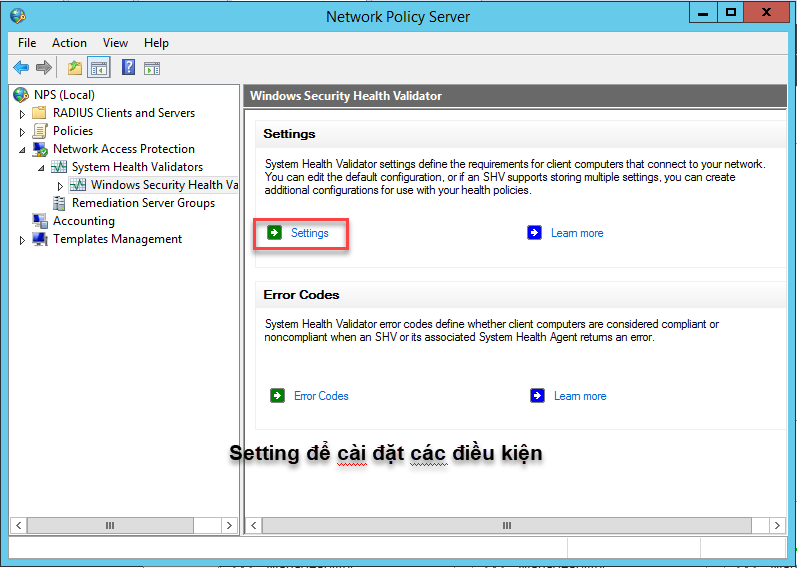 Network Policy Server
File Action View Help
NPS (Local)
RADIUS Clients and Servers
Policies
Network Access Protection
System Health Validators
Windows Security Health Va
Remediation Server Groups
Accounting
Templates Management
Windows Security Health Validator
Settings
System Health Validator settings define the requirements for client computers that connect to your network.
You can edit the default configuration, or if an SHV supports storing multiple settings, you can create
additional configurations for use with your health policies.
Settings Learn more
Error Codes
System Health Validator error codes define whether client computers are considered compliant or
noncompliant when an SHV or its associated System Health Agent returns an error.
Error Codes Learn more
Setting để cài đặt các điều kiện